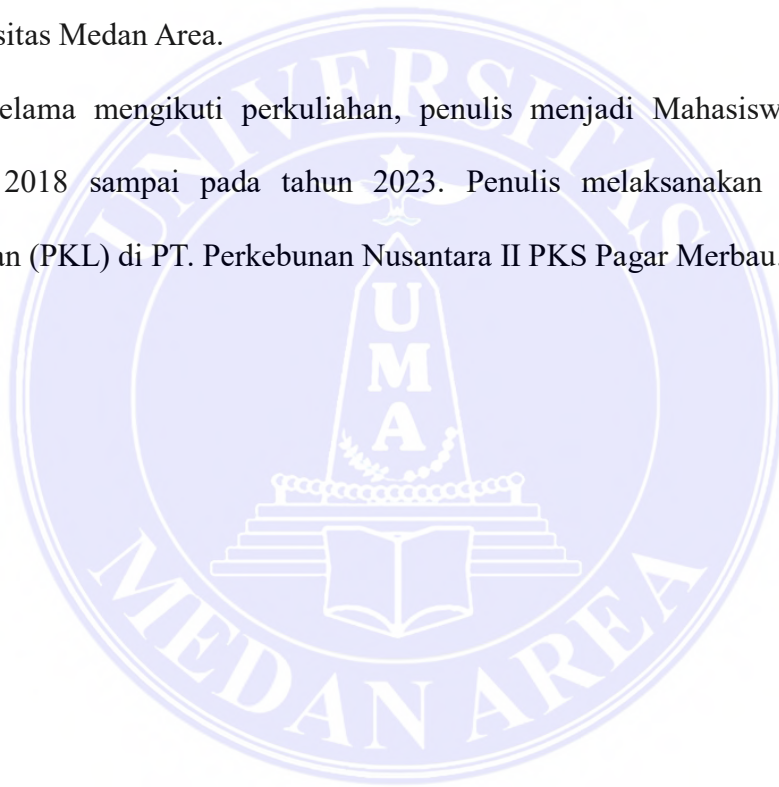 sitas Medan Area.
elama mengikuti perkuliahan, penulis menjadi Mahasisw
2018 sampai pada tahun 2023. Penulis melaksanakan
an (PKL) di PT. Perkebunan Nusantara II PKS Pagar Merbau.
UNIVERSITAS
U
M
A
MEDAN AREA